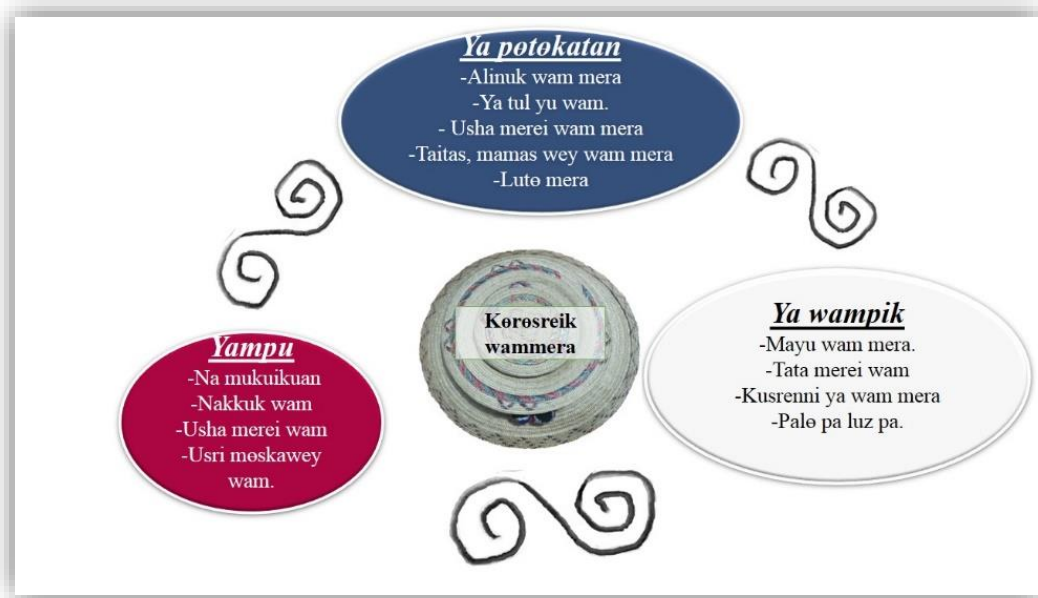 Ya pɵtɵkatan
-Alinuk wam mera
-Ya tul yu wam.
- Usha merei wam mera
-Taitas, mamas wey wam mera
-Lutɵ mera
Kɵrɵsreik
wammera
Ya wampik
-Mayu wam mera.
-Tata merei wam
-Kusrenni ya wam mera
-Palɵ pa luz pa.
Yampu
-Na mukuikuan
-Nakkuk wam
-Usha merei wam
-Usri mɵskawey
wam.